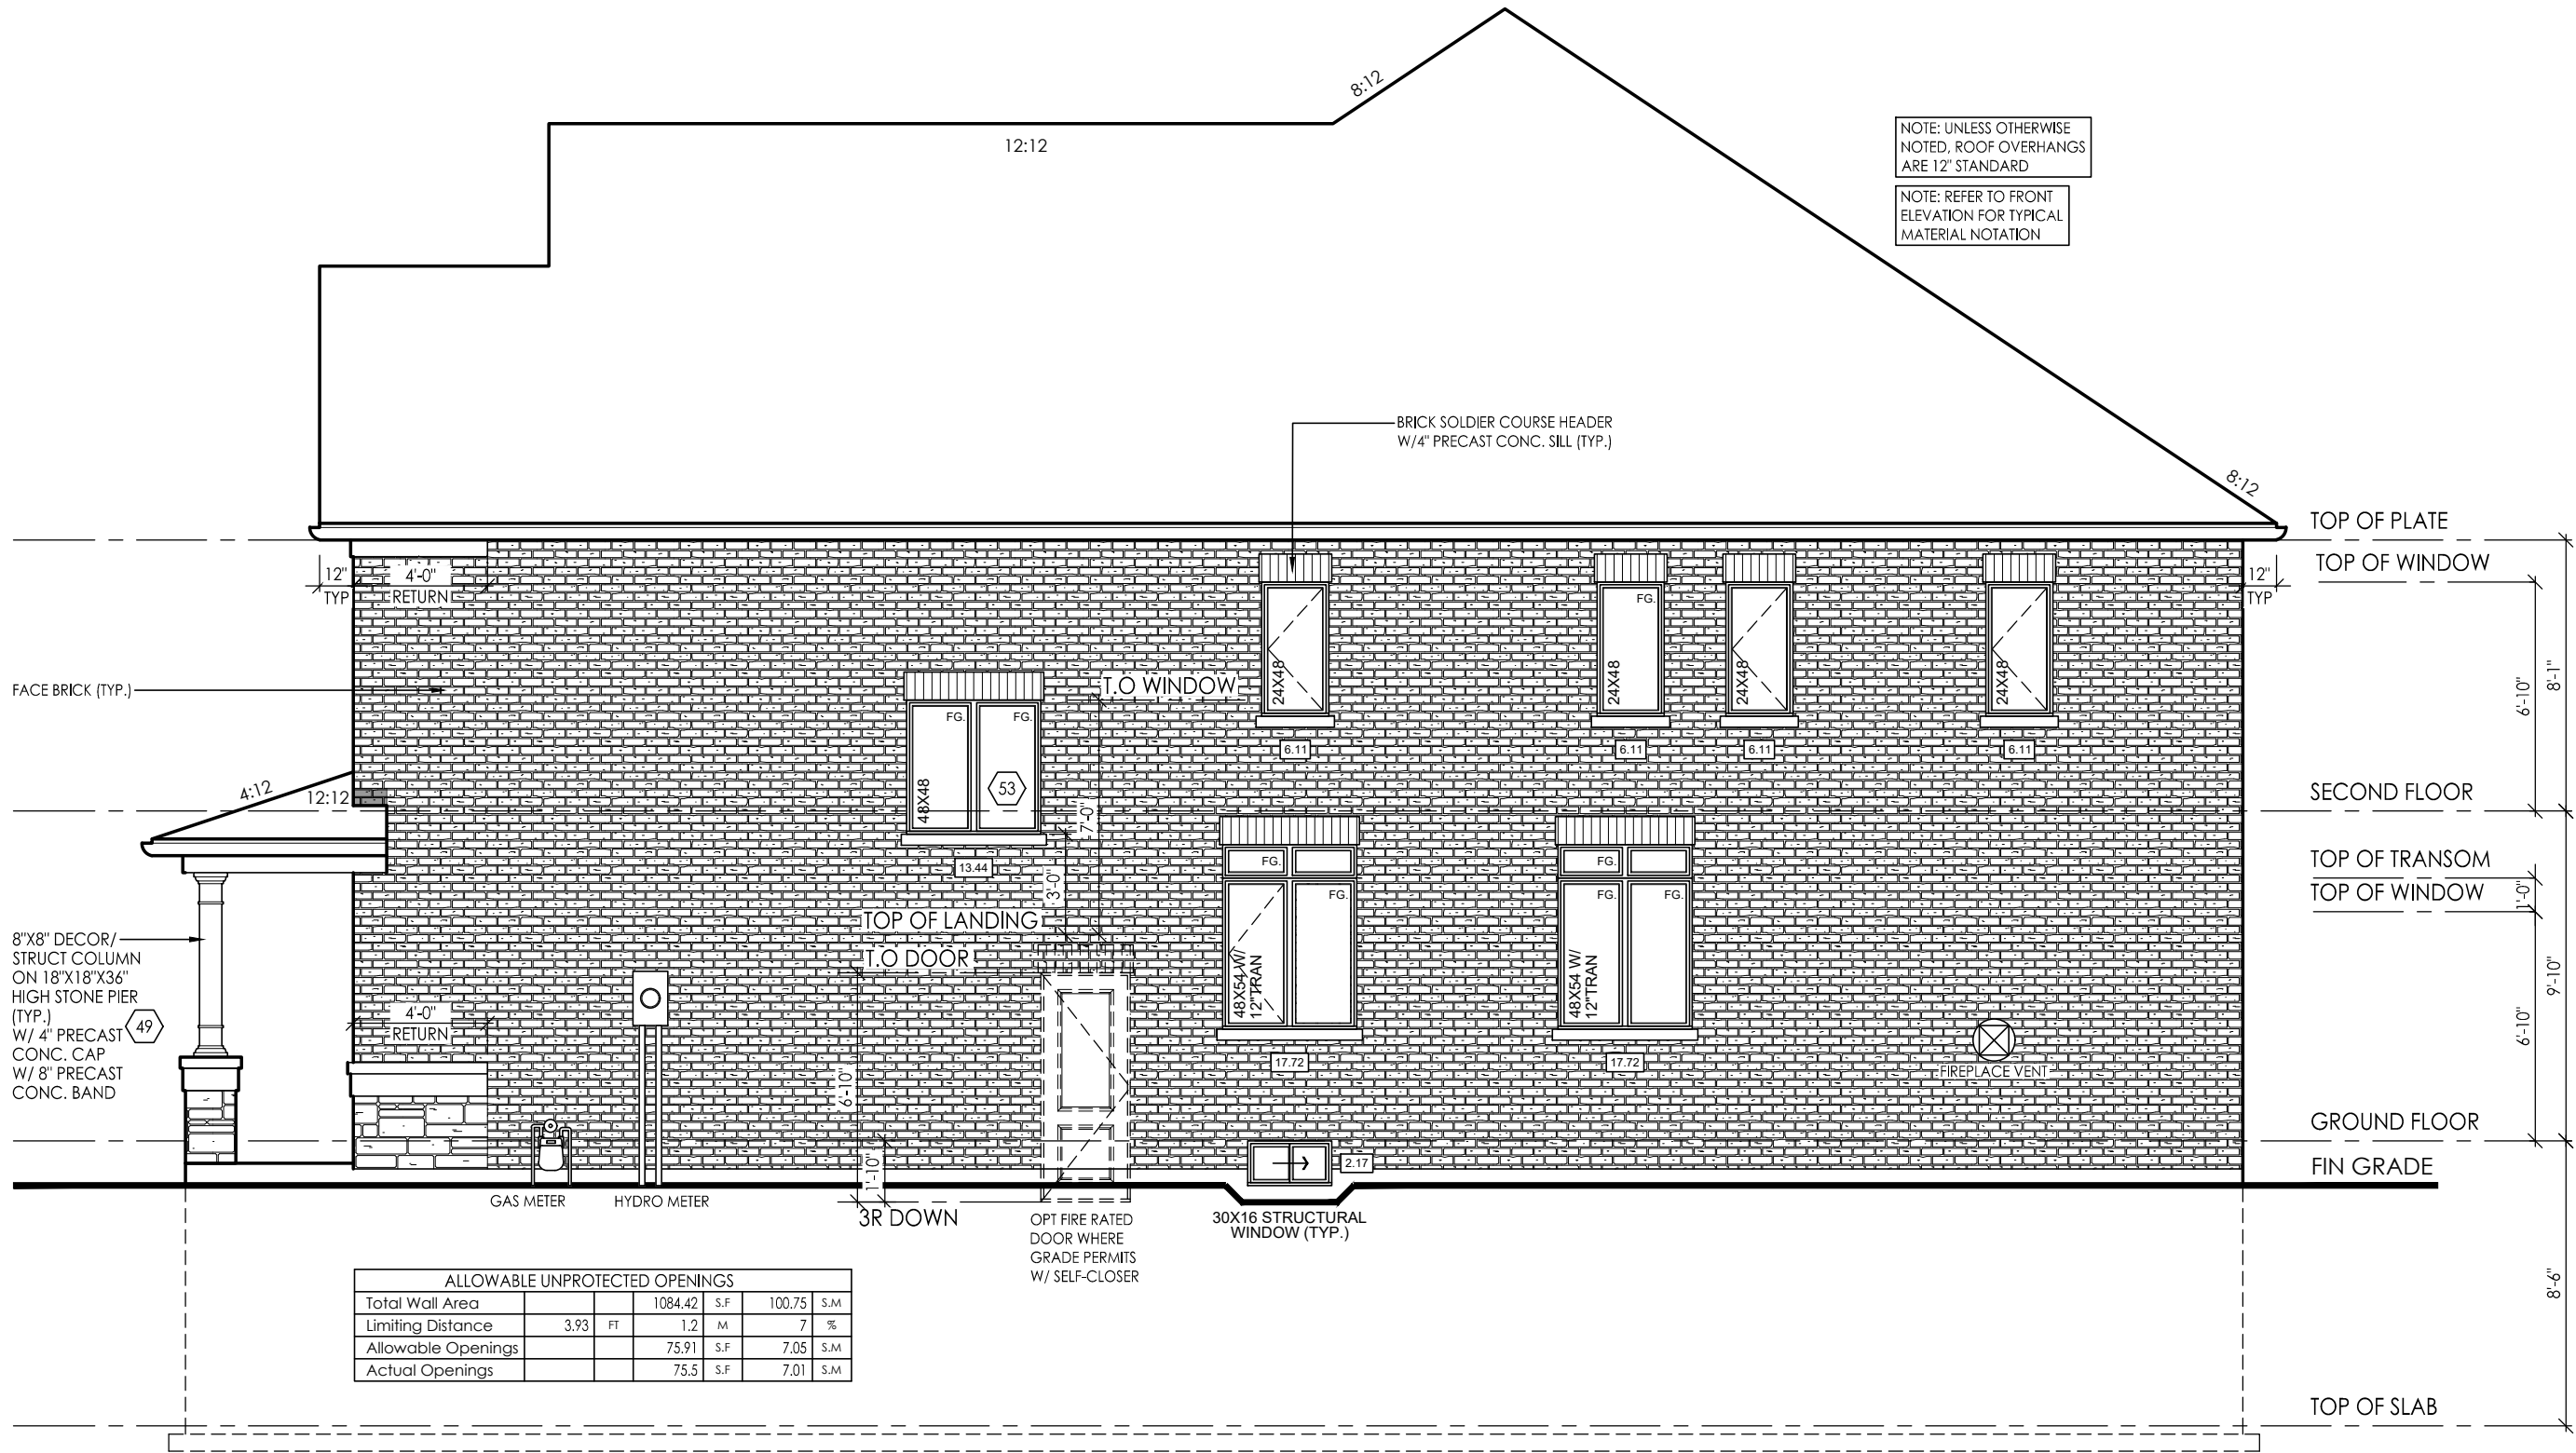 8:12
12:12
NOTE: UNLESS OTHERWISE
NOTED, ROOF OVERHANGS
ARE 12" STANDARD
NOTE: REFER TO FRONT
ELEVATION FOR TYPICAL
MATERIAL NOTATION
BRICK SOLDIER COURSE HEADER
W/4" PRECAST CONC. SILL (TYP.)
8:12
TOP OF PLATE
TOP OF WINDOW
12"
TYP
4'-0"
RETURN
12"
TYP
FG.
24X48
24X48
24X48
24X48
6'-10"
8'-1"
FACE BRICK (TYP.)
T.O WINDOW
FG.
FG.
48X48
53
6.11
6.11
6.11
6.11
4:12
12:12
7'-0"
SECOND FLOOR
13.44
3'-0"
FG.
FG.
TOP OF TRANSOM
TOP OF WINDOW
1'-0"
FG.
FG.
FG.
TOP OF LANDING
T.O DOOR
48X54 W/
12"TRAN
48X54 W/
12"TRAN
8"X8" DECOR/
STRUCT COLUMN
ON 18"X18"X36"
HIGH STONE PIER
(TYP.)
W/ 4" PRECAST
CONC. CAP
W/ 8" PRECAST
CONC. BAND
49
4'-0"
RETURN
6'-10"
17.72
17.72
FIREPLACE VENT
6'-10"
9'-10"
GROUND FLOOR
FIN GRADE
1'-10"
2.17
GAS METER
HYDRO METER
3R DOWN
OPT FIRE RATED
DOOR WHERE
GRADE PERMITS
W/ SELF-CLOSER
30X16 STRUCTURAL
WINDOW (TYP.)
8'-6"
ALLOWABLE UNPROTECTED OPENINGS
Total Wall Area 1084.42 S.F 100.75 S.M
Limiting Distance 3.93 FT 1.2 M 7 %
Allowable Openings 75.91 S.F 7.05 S.M
Actual Openings 75.5 S.F 7.01 S.M
TOP OF SLAB